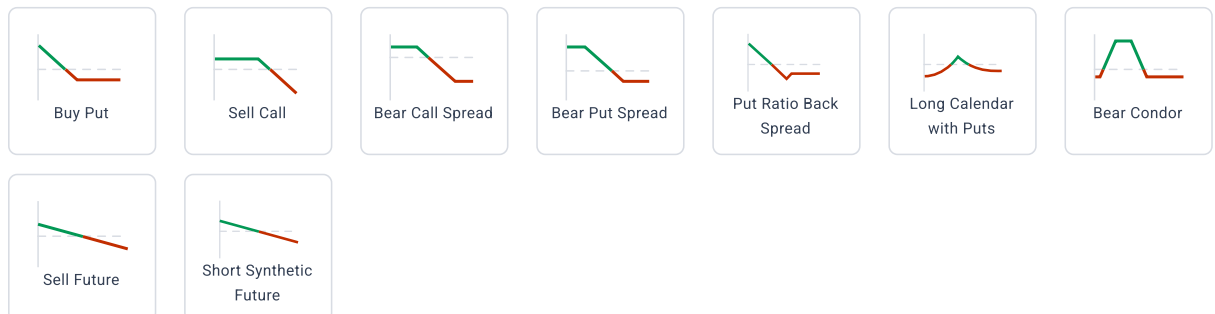 Buy Put
Sell Call
Bear Call Spread
Bear Put Spread
Put Ratio Back
Spread
Long Calendar
with Puts
Bear Condor
Sell Future
Short Synthetic
Future